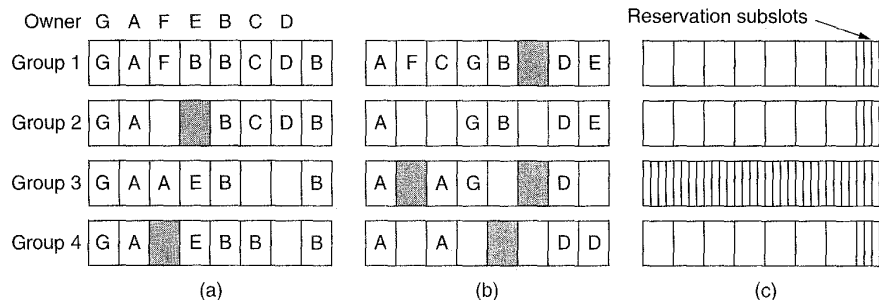 Reservation subslots
Owner G A F E B C D
Group 1 G A F B B C D B A F C G B D E
Group 2 G A B C D B A G B D E
Group 3 G A A E B B A A G D
Group 4 G A E B B B A A D D
(a) (b) (c)